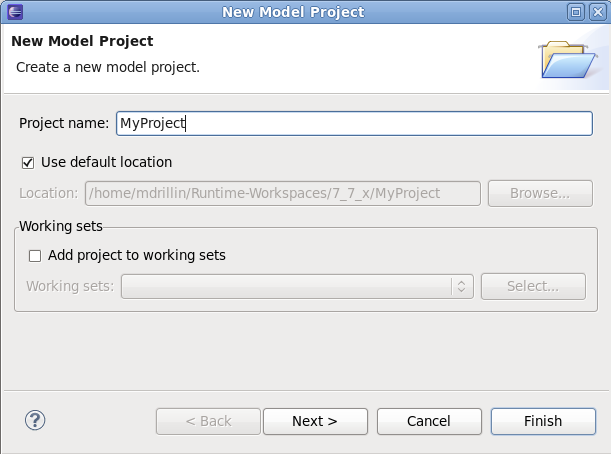 New Model Project
New Model Project
Create a new model project.
Project name: MyProject
Use default location
Location: /home/mdrillin/Runtime-Workspaces/7_7_x/MyProject Browse...
Working sets
Add project to working sets
Working sets: Select...
? < Back Next > Cancel Finish